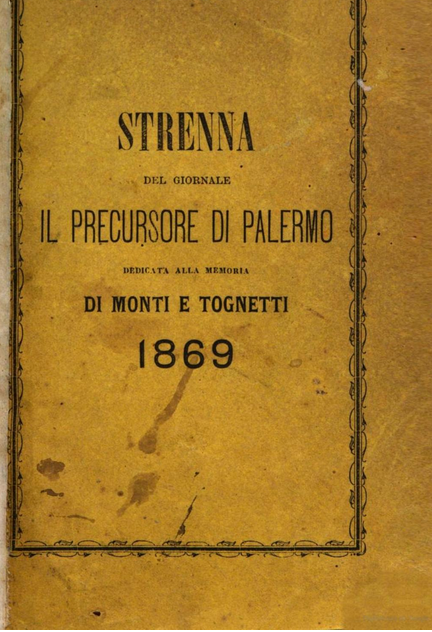 STRENNA
DEL GIORNALE
IL PRECURSORE DI PALERMO
DEDICATA ALLA MEMORIA
DI MONTI E TOGNETTI
1869